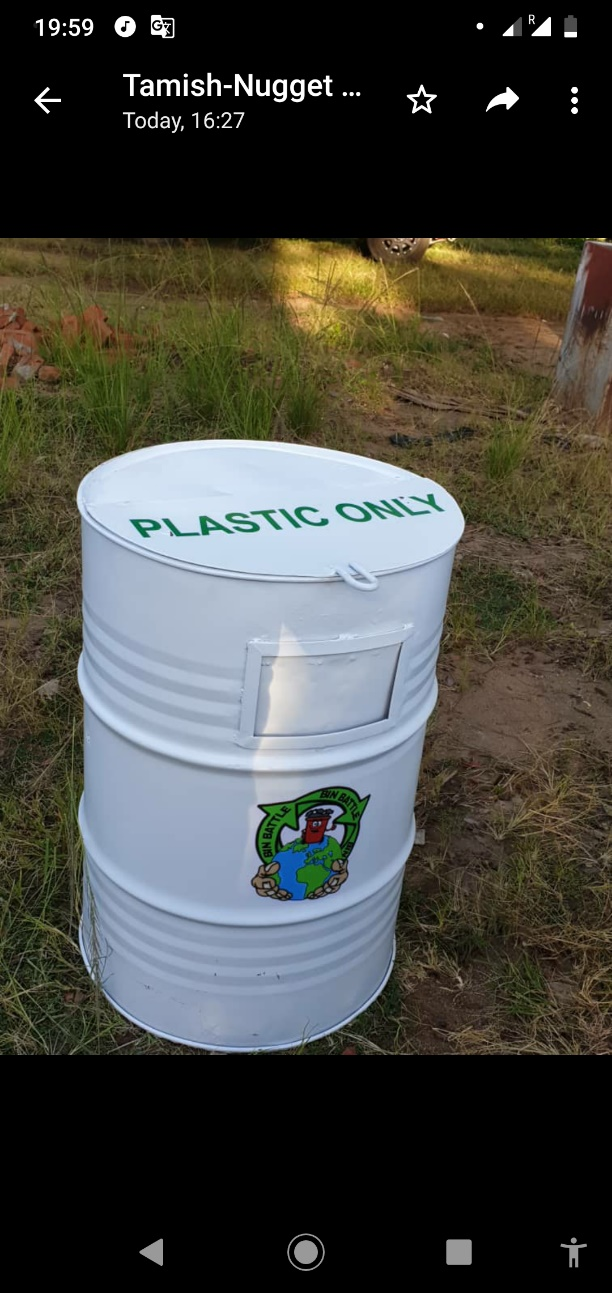 19:59
R
Tamish-Nugget ...
Today, 16:27
PLASTIC ONLY
BIN BATTLE
BIN BATTLE